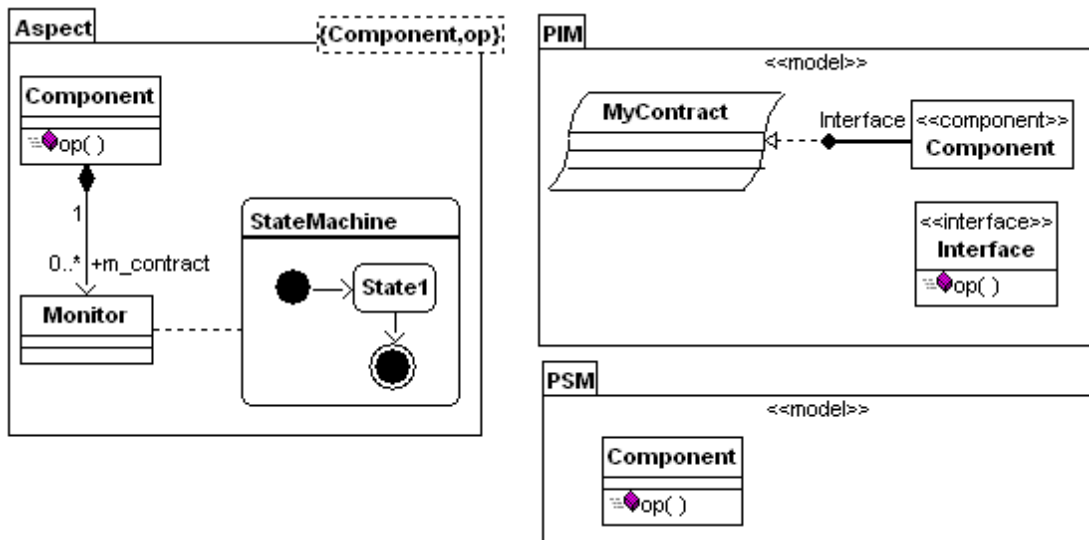 Aspect
{Component,op}
Component
op( )
1
0..* +m_contract
Monitor
StateMachine
State1
PIM
<<model>>
MyContract
Interface
<<component>>
Component
<<interface>>
Interface
op( )
PSM
<<model>>
Component
op( )